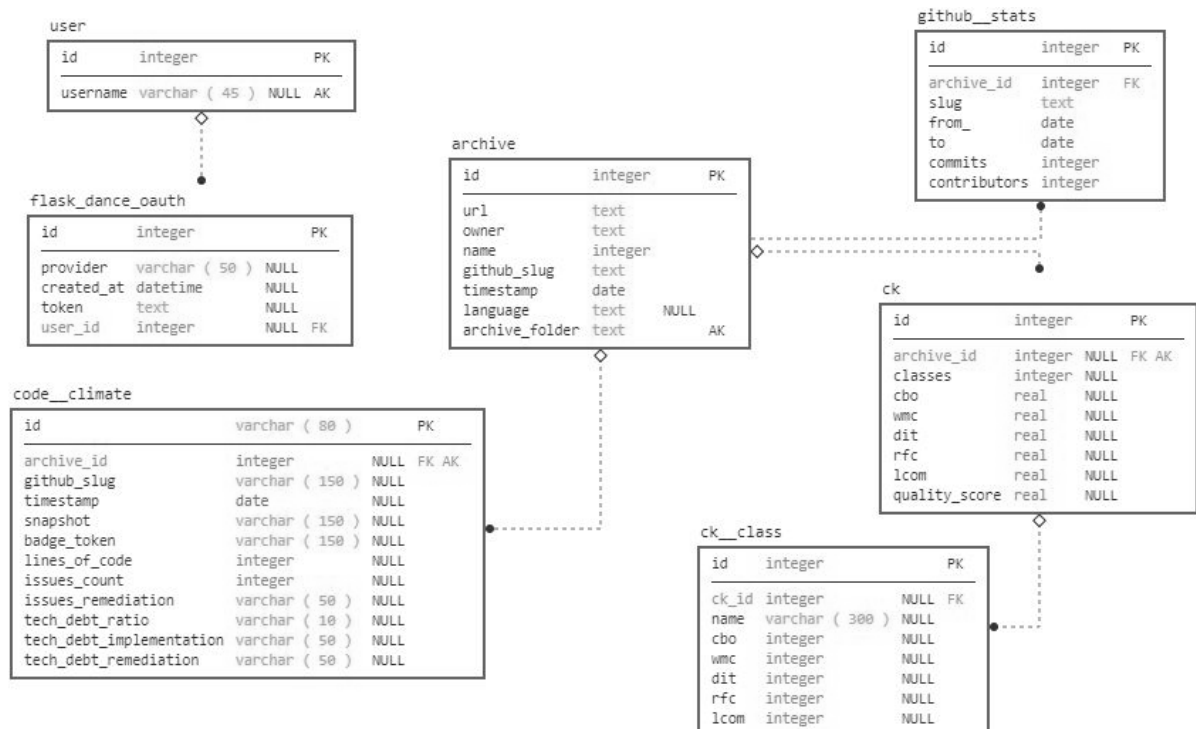 user
id integer PK
username varchar ( 45 ) NULL AK
flask_dance_oauth
id integer PK
provider varchar ( 50 ) NULL
created_at datetime NULL
token text NULL
user_id integer NULL FK
archive
id integer PK
url text
owner text
name integer
github_slug text
timestamp date
language text NULL
archive_folder text AK
github__stats
id integer PK
archive_id integer FK
slug text
from_ date
to date
commits integer
contributors integer
code__climate
id varchar ( 80 ) PK
archive_id integer NULL FK AK
github_slug varchar ( 150 ) NULL
timestamp date NULL
snapshot varchar ( 150 ) NULL
badge_token varchar ( 150 ) NULL
lines_of_code integer NULL
issues_count integer NULL
issues_remediation varchar ( 50 ) NULL
tech_debt_ratio varchar ( 10 ) NULL
tech_debt_implementation varchar ( 50 ) NULL
tech_debt_remediation varchar ( 50 ) NULL
ck
id integer PK
archive_id integer NULL FK AK
classes integer NULL
cbo real NULL
wmc real NULL
dit real NULL
rfc real NULL
lcom real NULL
quality_score real NULL
ck__class
id integer PK
ck_id integer NULL FK
name varchar ( 300 ) NULL
cbo integer NULL
wmc integer NULL
dit integer NULL
rfc integer NULL
lcom integer NULL